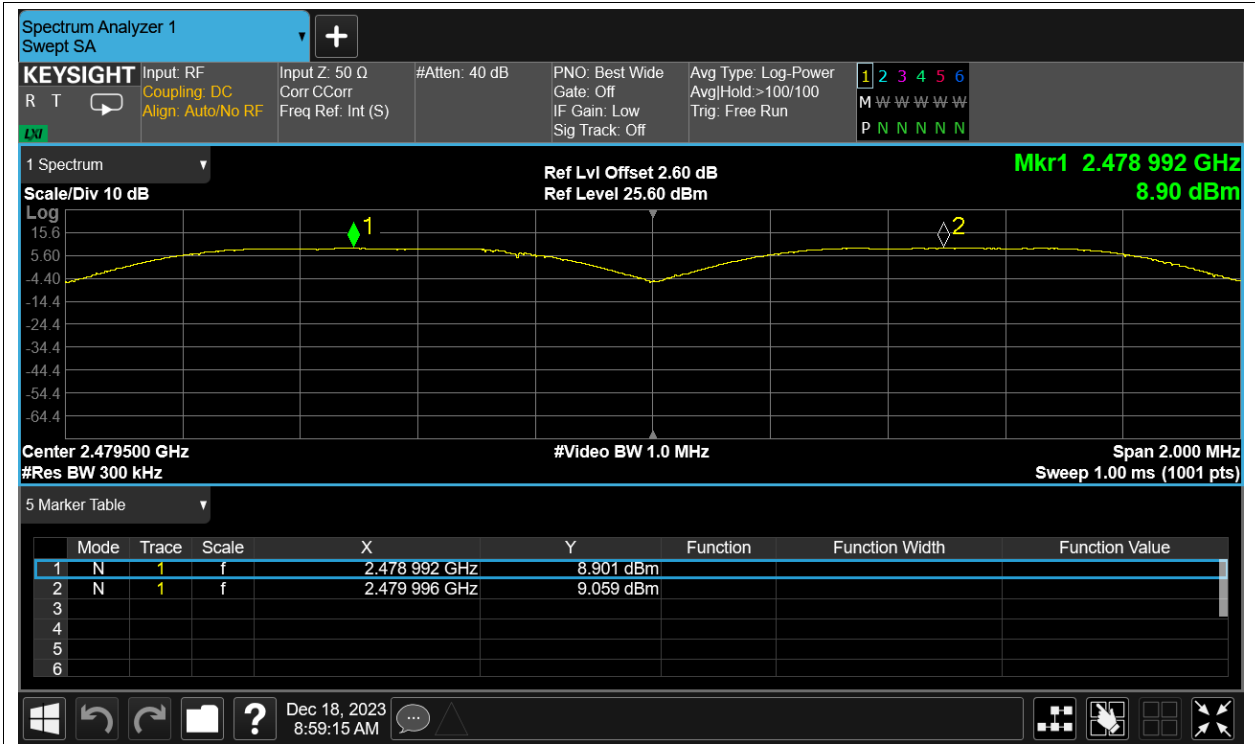 Spectrum Analyzer 1
Swept SA
KEYSIGHT
R T
LXI
Input: RF
Coupling: DC
Align: Auto/No RF
Input Z: 50 Ω
Corr CCorr
Freq Ref: Int (S)
#Atten: 40 dB
PNO: Best Wide
Gate: Off
IF Gain: Low
Sig Track: Off
Avg Type: Log-Power
Avg|Hold:>100/100
Trig: Free Run
1 2 3 4 5 6
M W W W W W
P N N N N N
1 Spectrum
Scale/Div 10 dB
Ref Lvl Offset 2.60 dB
Ref Level 25.60 dBm
Mkr1 2.478 992 GHz
8.90 dBm
Log
15.6
5.60
-4.40
-14.4
-24.4
-34.4
-44.4
-54.4
-64.4
1
2
Center 2.479500 GHz
#Video BW 1.0 MHz
Span 2.000 MHz
#Res BW 300 kHz
Sweep 1.00 ms (1001 pts)
5 Marker Table
Mode Trace Scale X Y Function Function Width Function Value
1 N 1 f 2.478 992 GHz 8.901 dBm
2 N 1 f 2.479 996 GHz 9.059 dBm
3
4
5
6
?
Dec 18, 2023
8:59:15 AM